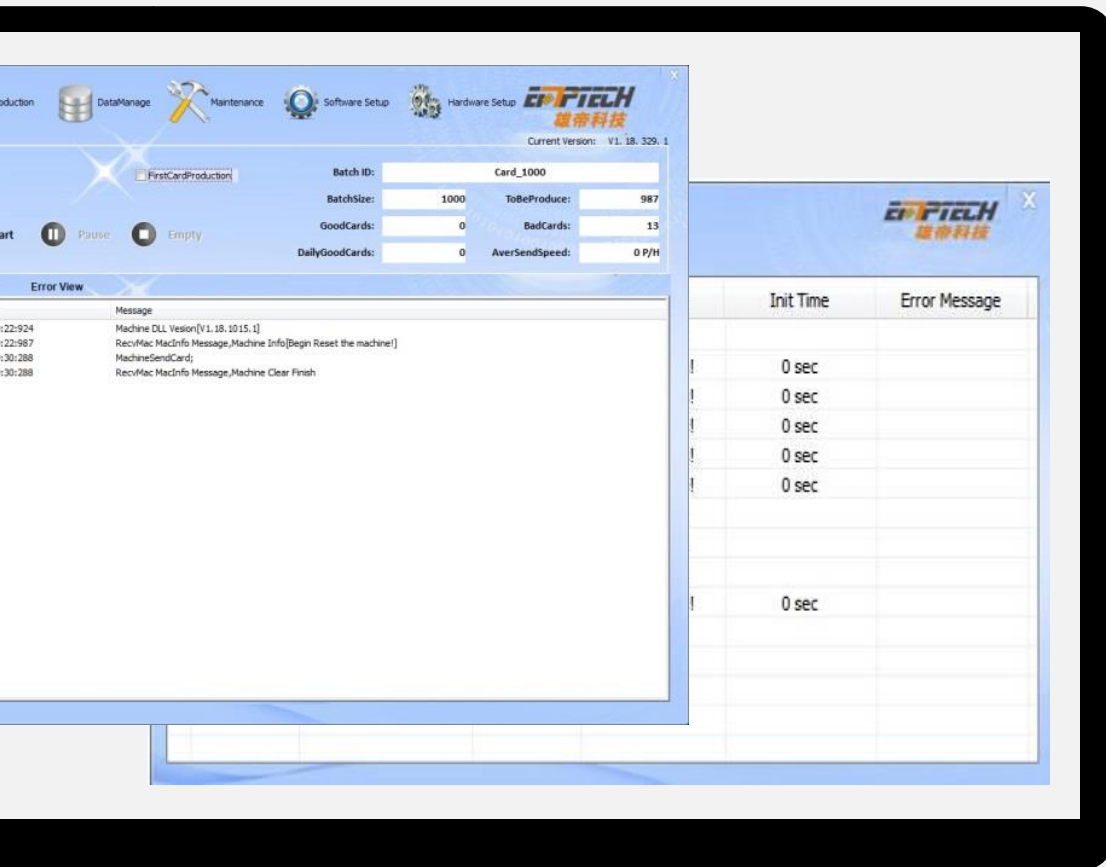 oduction DataManage Maintenance Software Setup Hardware Setup EMPTECH
雄帝科技
Current Version: V1. 18. 329. 1
FirstCardProduction Batch ID: Card_1000
BatchSize: 1000 ToBeProduce: 987
art Pause Empty GoodCards: 0 BadCards: 13
DailyGoodCards: 0 AverSendSpeed: 0 P/H
Error View
Message
:22:924 Machine DLL Vesion[V1.18.1015.1]
:22:987 RecvMac MacInfo Message,Machine Info[Begin Reset the machine!]
:30:288 MachineSendCard;
:30:288 RecvMac MacInfo Message,Machine Clear Finish
EMPTECH
雄帝科技
Init Time Error Message
! 0 sec
! 0 sec
! 0 sec
! 0 sec
! 0 sec
! 0 sec